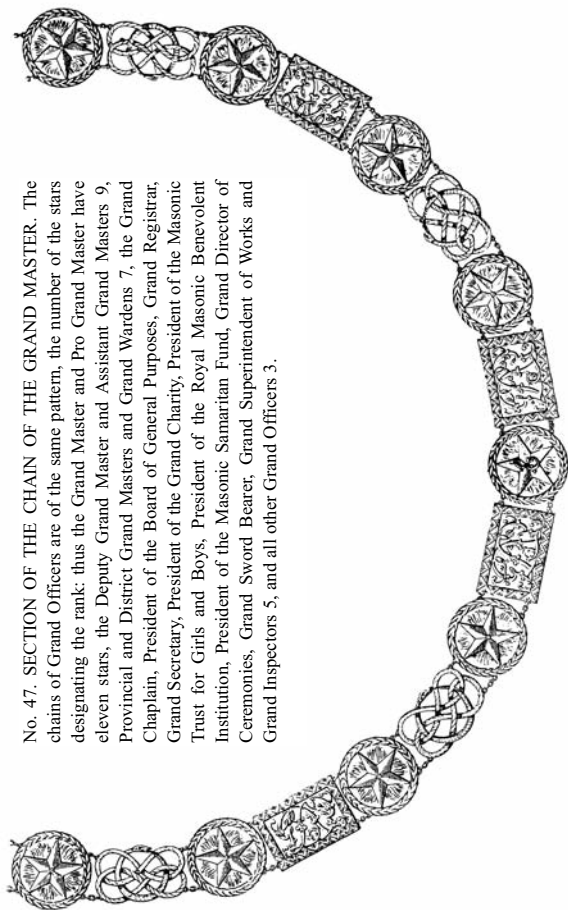 No. 47. SECTION OF THE CHAIN OF THE GRAND MASTER. The
chains of Grand Officers are of the same pattern, the number of the stars
designating the rank: thus the Grand Master and Pro Grand Master have
eleven stars, the Deputy Grand Master and Assistant Grand Masters 9,
Provincial and District Grand Masters and Grand Wardens 7, the Grand
Chaplain, President of the Board of General Purposes, Grand Registrar,
Grand Secretary, President of the Grand Charity, President of the Masonic
Trust for Girls and Boys, President of the Royal Masonic Benevolent
Institution, President of the Masonic Samaritan Fund, Grand Director of
Ceremonies, Grand Sword Bearer, Grand Superintendent of Works and
Grand Inspectors 5, and all other Grand Officers 3.